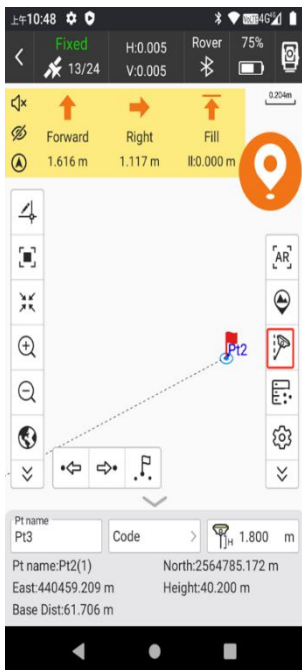 上午10:48 4G
Fixed H:0.005 Rover 75%
13/24 V:0.005
0.204m
Forward Right Fill
1.616 m 1.117 m II:0.000 m
AR
Pt2
Pt name
Pt3 Code H 1.800 m
Pt name:Pt2(1) North:2564785.172 m
East:440459.209 m Height:40.200 m
Base Dist:61.706 m